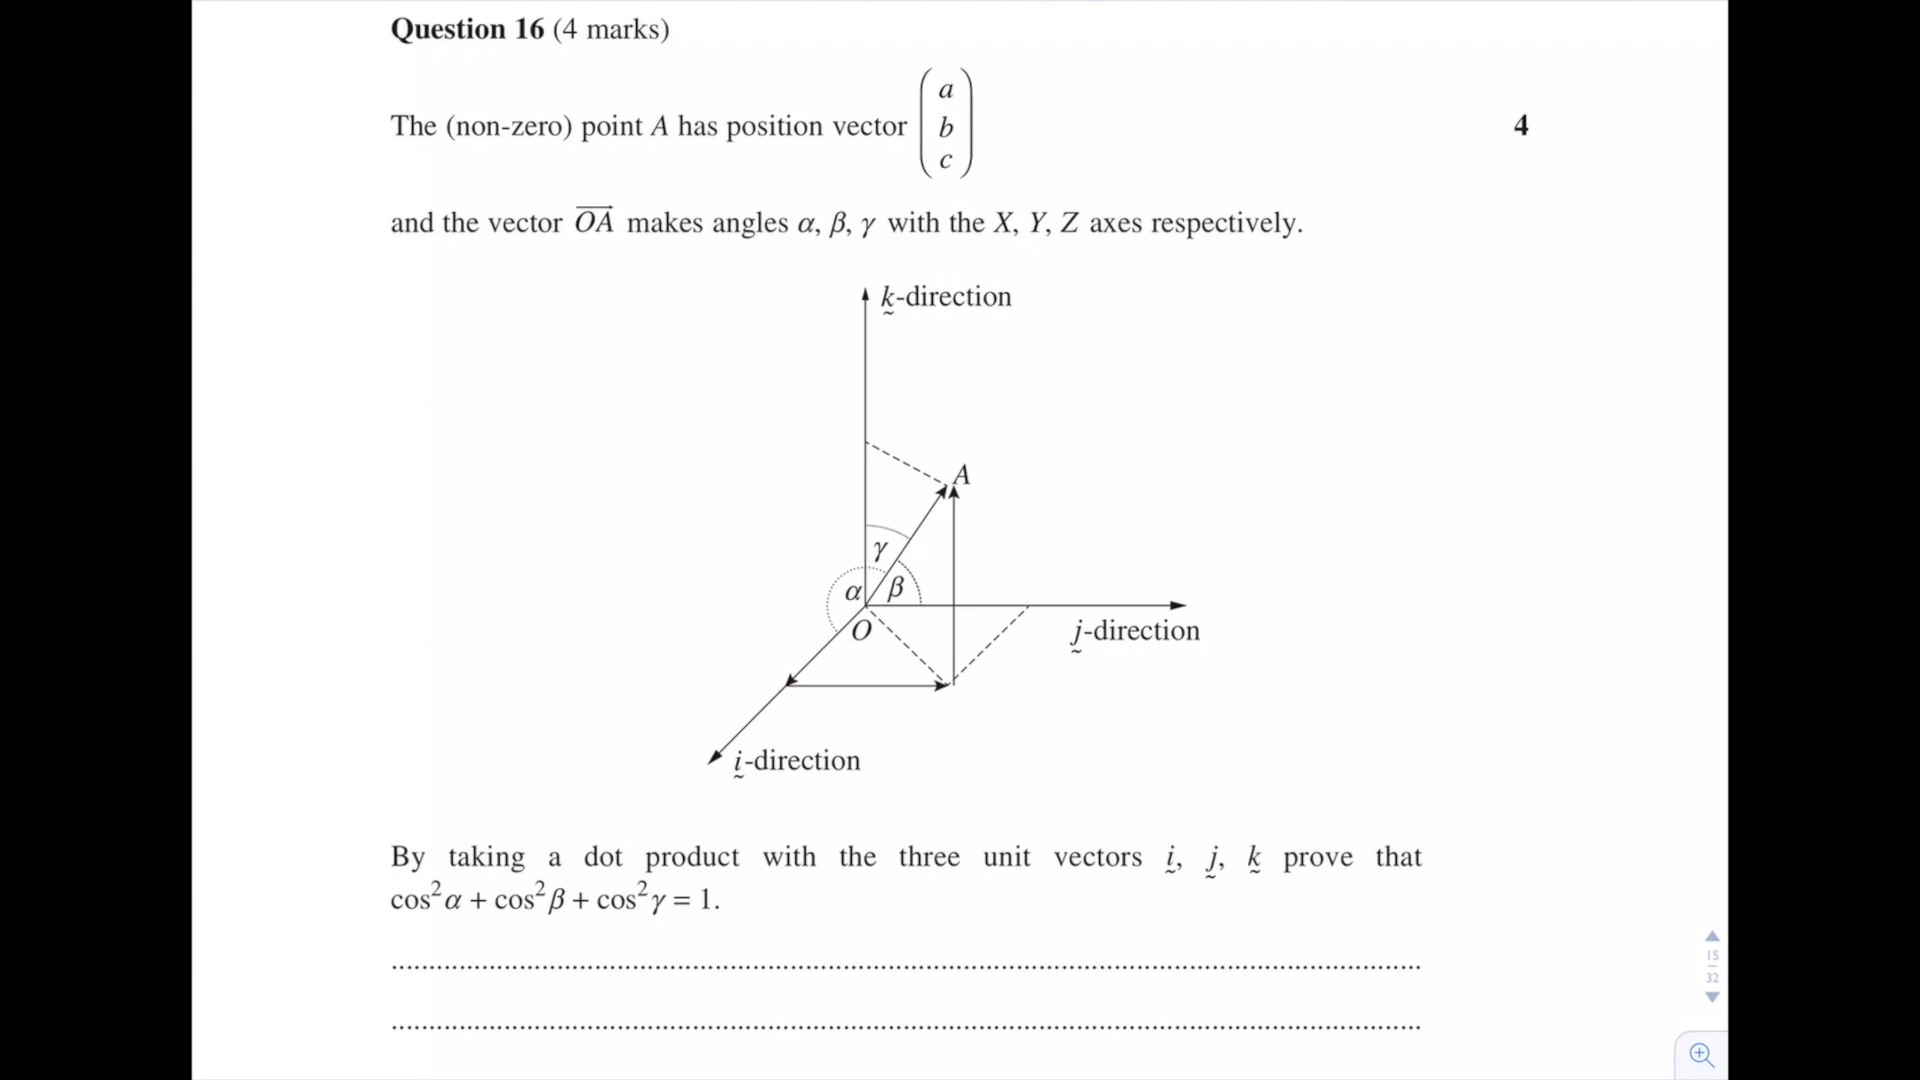 Question 16 (4 marks)
a
The (non-zero) point A has position vector b 4
c
and the vector OA makes angles α, β, γ with the X, Y, Z axes respectively.
k-direction
A
γ
α β
O
j-direction
i-direction
By taking a dot product with the three unit vectors i, j, k prove that
cos²α + cos²β + cos²γ = 1.
15
32